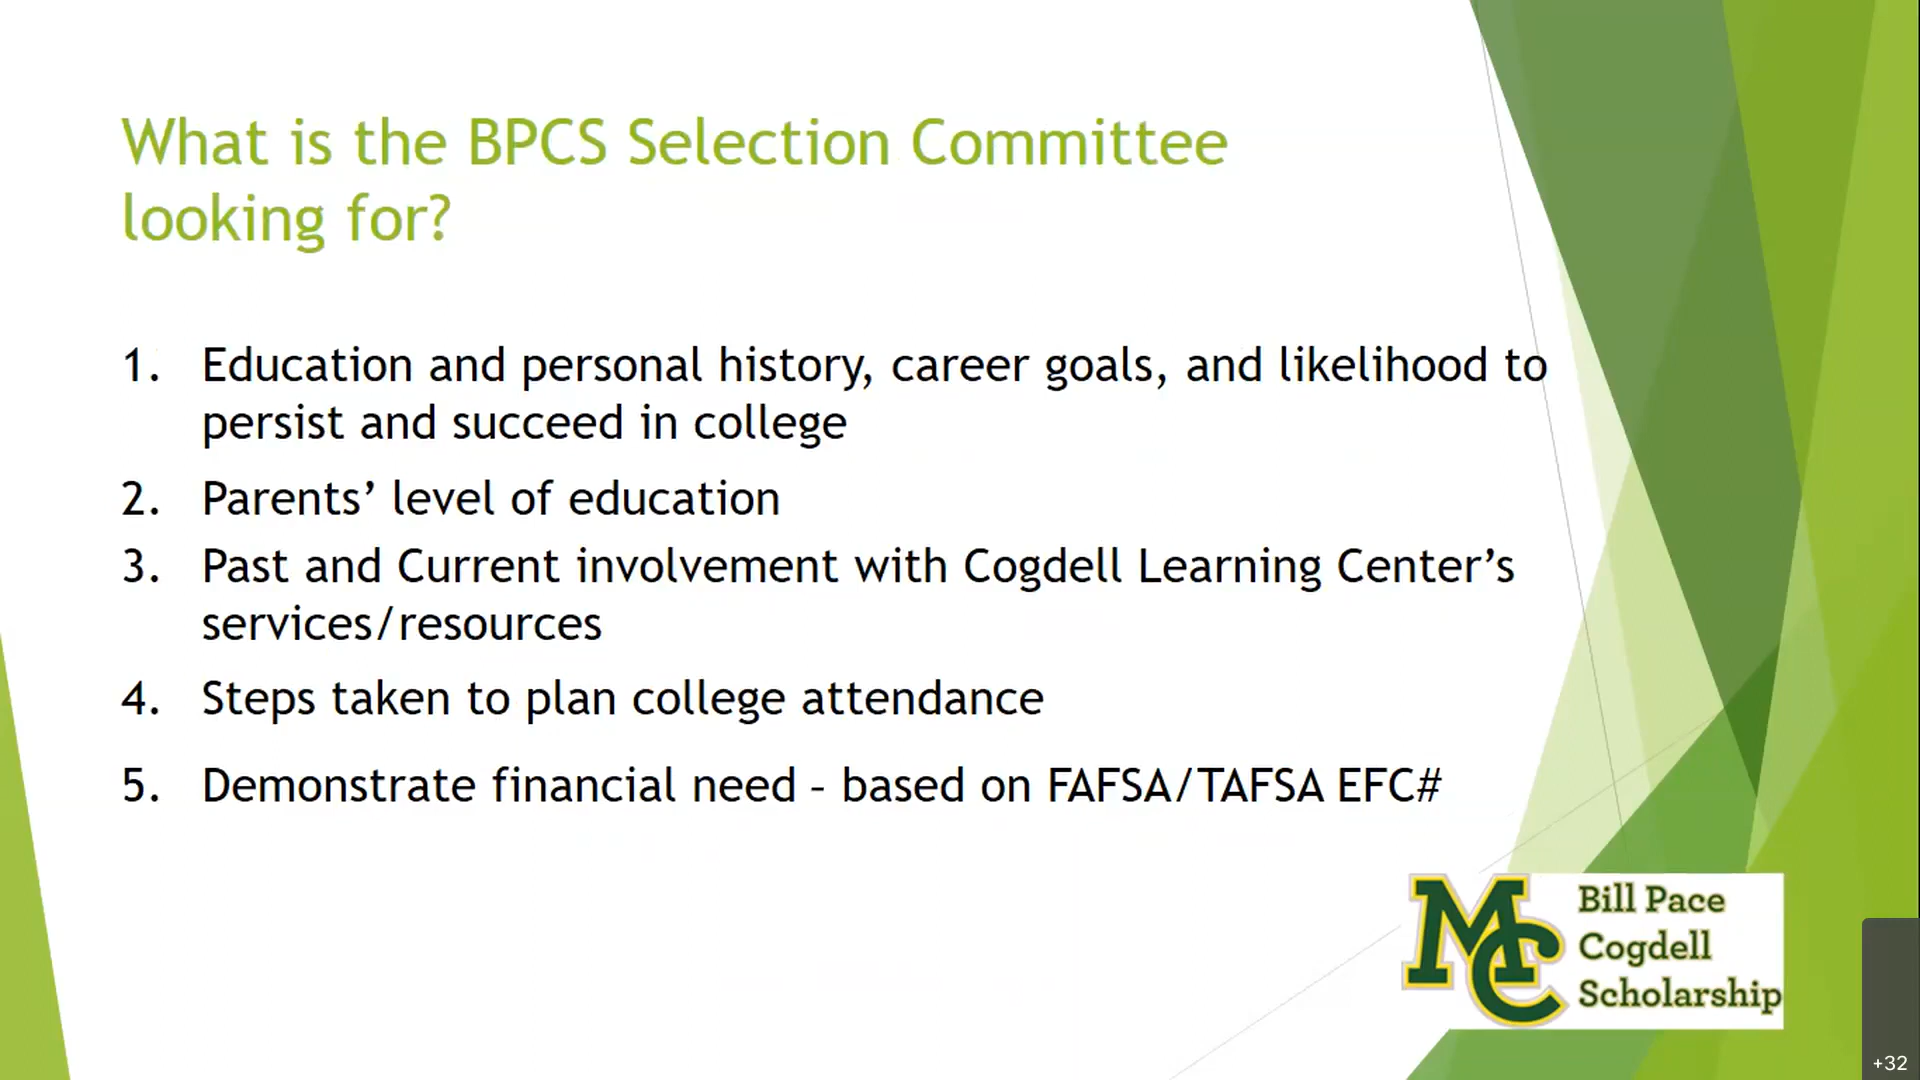 What is the BPCS Selection Committee
looking for?
1. Education and personal history, career goals, and likelihood to
persist and succeed in college
2. Parents’ level of education
3. Past and Current involvement with Cogdell Learning Center’s
services/resources
4. Steps taken to plan college attendance
5. Demonstrate financial need – based on FAFSA/TAFSA EFC#
MC
Bill Pace
Cogdell
Scholarship
+32